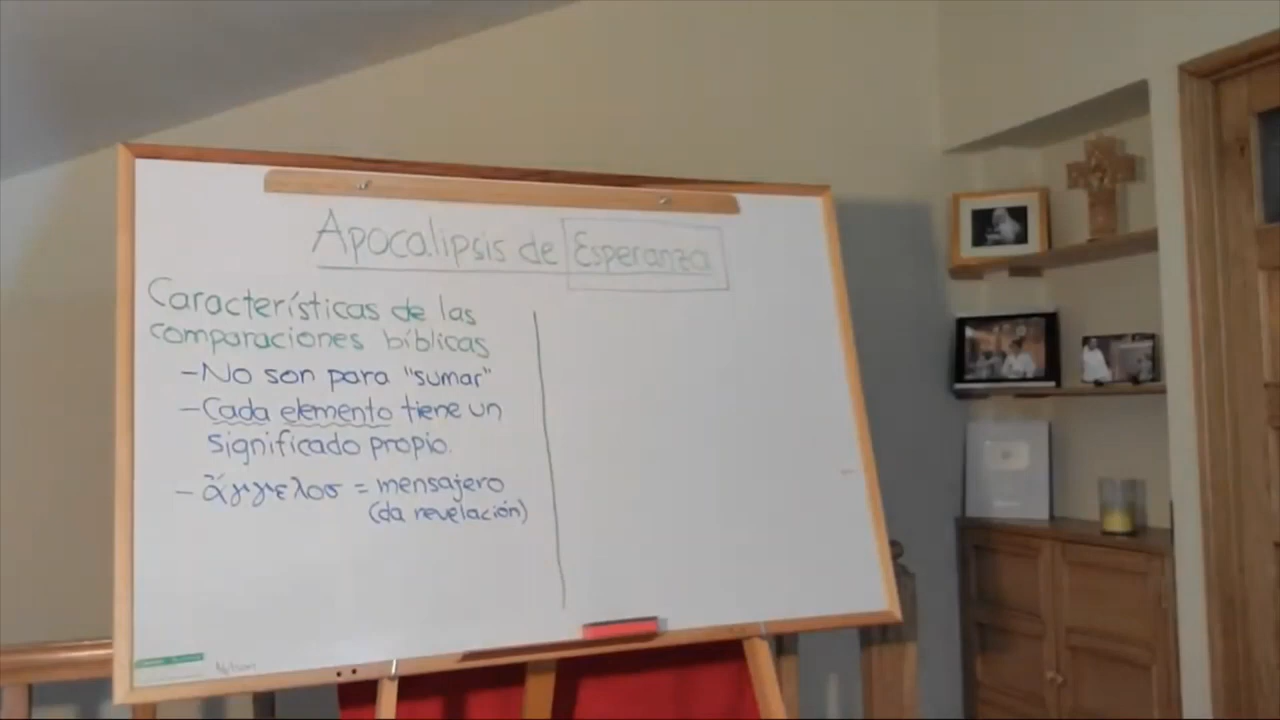 Apocalipsis de Esperanza
Características de las
comparaciones bíblicas
- No son para "sumar"
- Cada elemento tiene un
significado propio.
- ἄγγελοσ = mensajero
(da revelación)